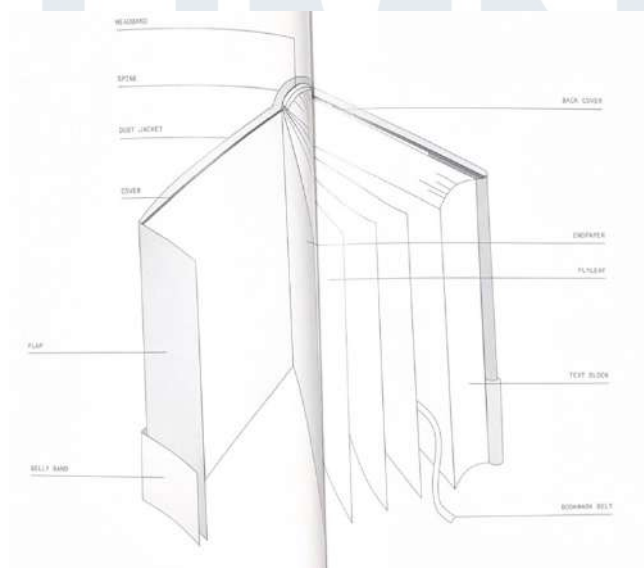 HEADBAND
SPINE
DUST JACKET
COVER
FLAP
BELLY BAND
BACK COVER
ENDPAPER
FLYLEAF
TEXT BLOCK
BOOKMARK BELT